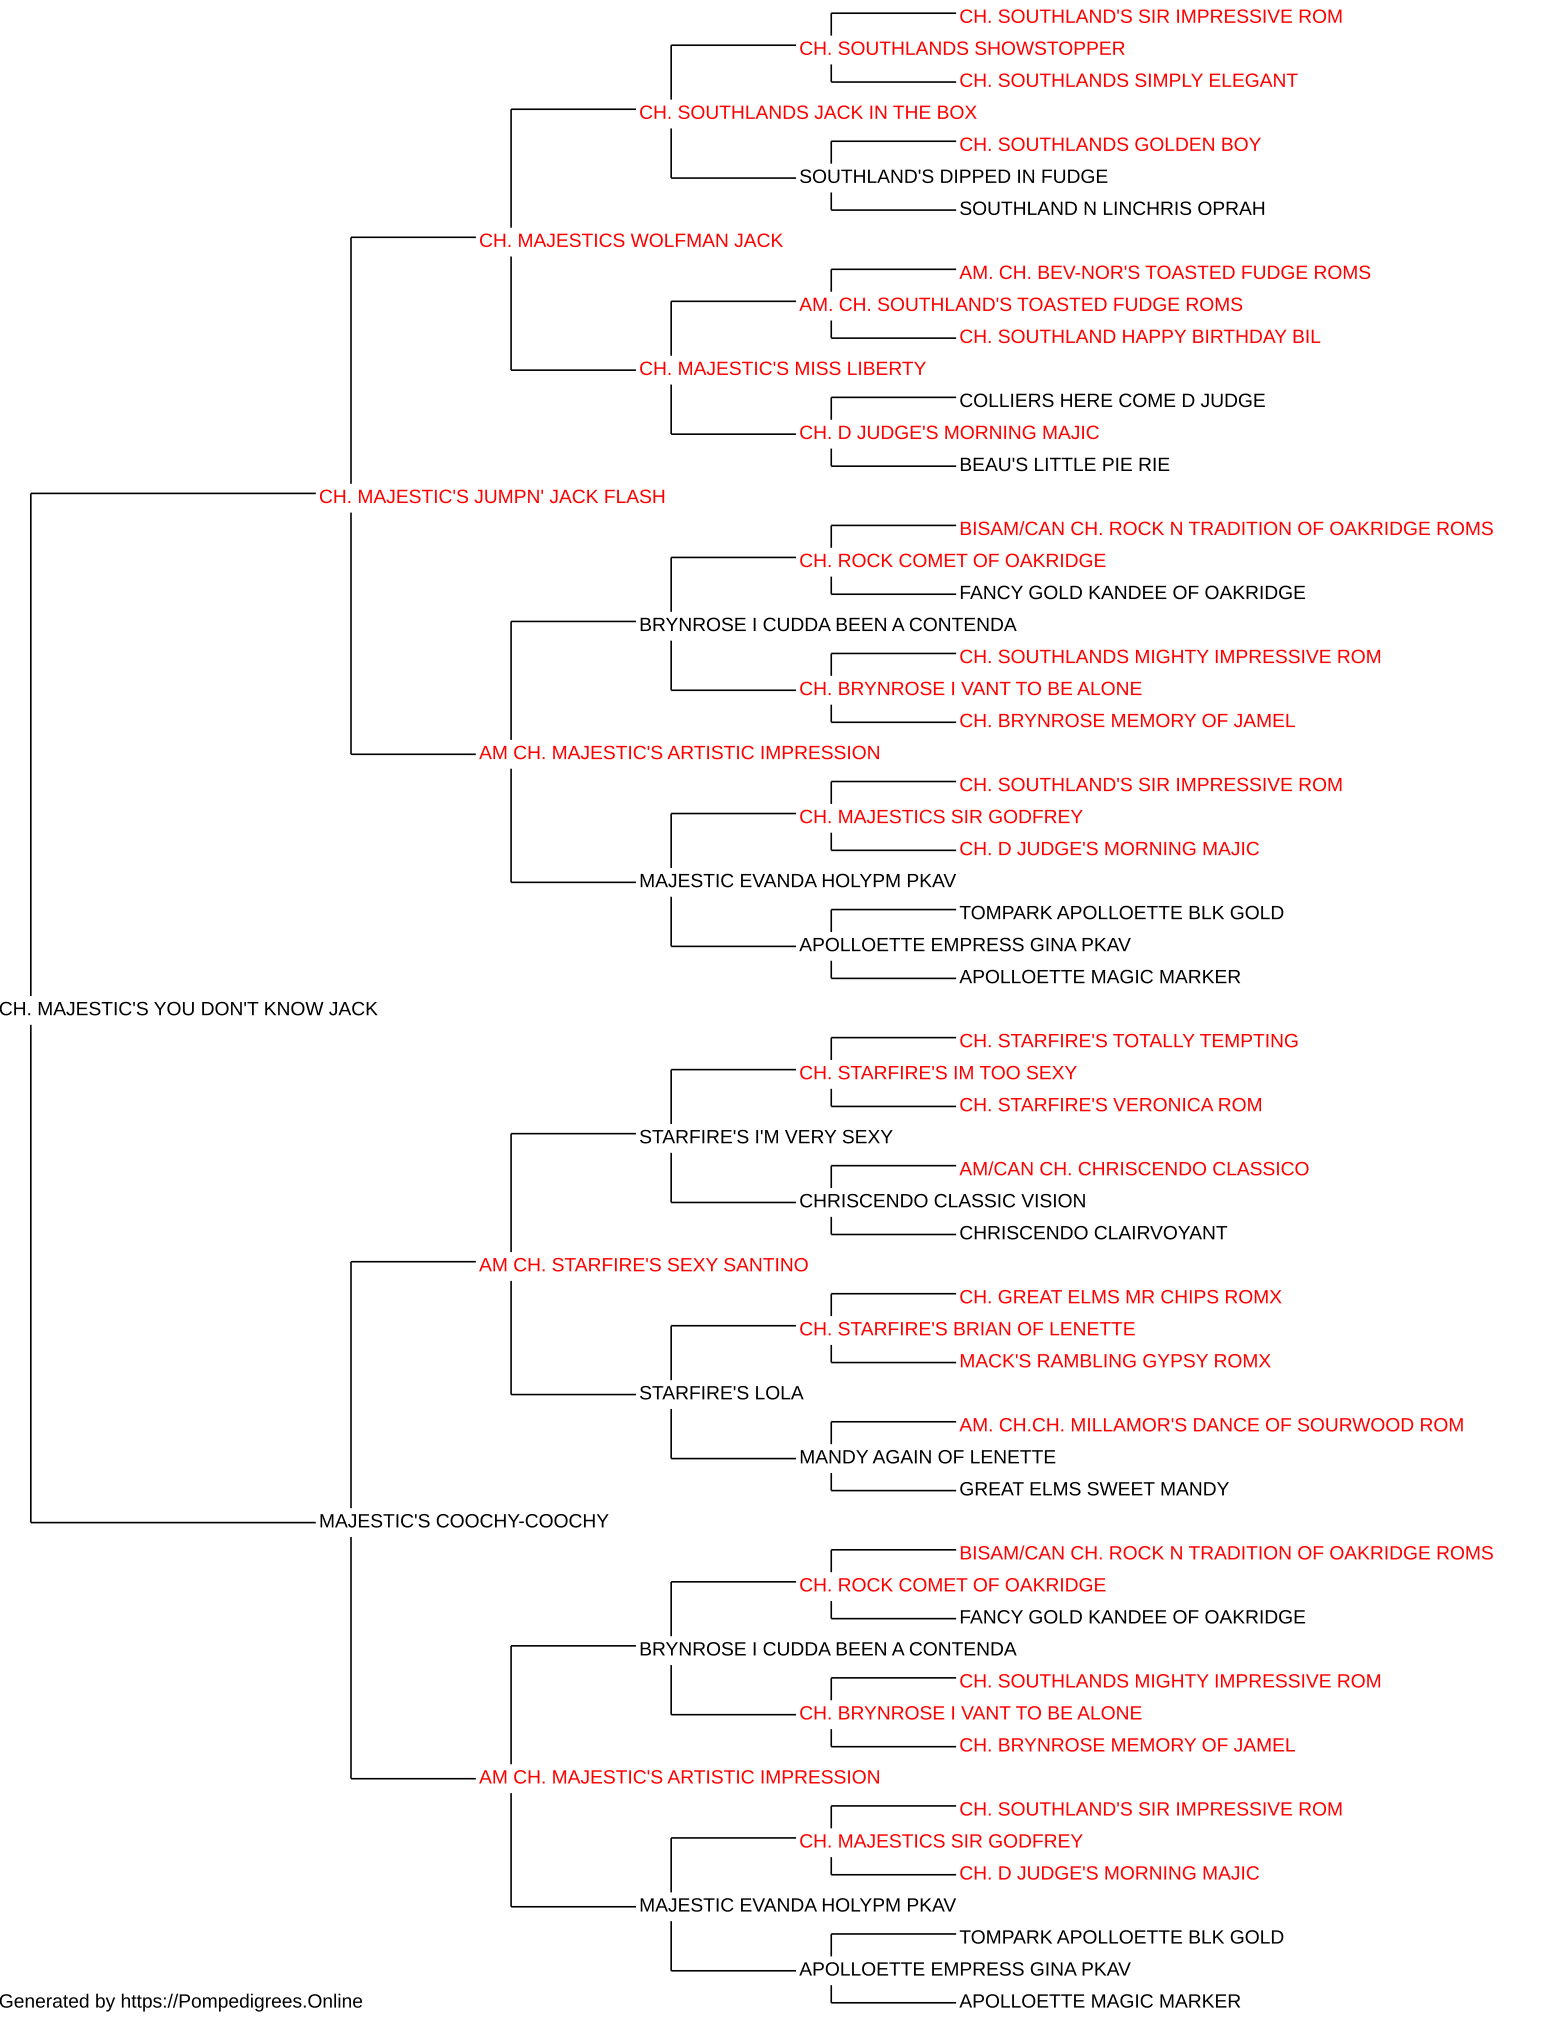 CH. SOUTHLAND'S SIR IMPRESSIVE ROM
CH. SOUTHLANDS SHOWSTOPPER
CH. SOUTHLANDS SIMPLY ELEGANT
CH. SOUTHLANDS JACK IN THE BOX
CH. SOUTHLANDS GOLDEN BOY
SOUTHLAND'S DIPPED IN FUDGE
SOUTHLAND N LINCHRIS OPRAH
CH. MAJESTICS WOLFMAN JACK
AM. CH. BEV-NOR'S TOASTED FUDGE ROMS
AM. CH. SOUTHLAND'S TOASTED FUDGE ROMS
CH. SOUTHLAND HAPPY BIRTHDAY BIL
CH. MAJESTIC'S MISS LIBERTY
COLLIERS HERE COME D JUDGE
CH. D JUDGE'S MORNING MAJIC
BEAU'S LITTLE PIE RIE
CH. MAJESTIC'S JUMPN' JACK FLASH
BISAM/CAN CH. ROCK N TRADITION OF OAKRIDGE ROMS
CH. ROCK COMET OF OAKRIDGE
FANCY GOLD KANDEE OF OAKRIDGE
BRYNROSE I CUDDA BEEN A CONTENDA
CH. SOUTHLANDS MIGHTY IMPRESSIVE ROM
CH. BRYNROSE I VANT TO BE ALONE
CH. BRYNROSE MEMORY OF JAMEL
AM CH. MAJESTIC'S ARTISTIC IMPRESSION
CH. SOUTHLAND'S SIR IMPRESSIVE ROM
CH. MAJESTICS SIR GODFREY
CH. D JUDGE'S MORNING MAJIC
MAJESTIC EVANDA HOLYPM PKAV
TOMPARK APOLLOETTE BLK GOLD
APOLLOETTE EMPRESS GINA PKAV
APOLLOETTE MAGIC MARKER
CH. MAJESTIC'S YOU DON'T KNOW JACK
CH. STARFIRE'S TOTALLY TEMPTING
CH. STARFIRE'S IM TOO SEXY
CH. STARFIRE'S VERONICA ROM
STARFIRE'S I'M VERY SEXY
AM/CAN CH. CHRISCENDO CLASSICO
CHRISCENDO CLASSIC VISION
CHRISCENDO CLAIRVOYANT
AM CH. STARFIRE'S SEXY SANTINO
CH. GREAT ELMS MR CHIPS ROMX
CH. STARFIRE'S BRIAN OF LENETTE
MACK'S RAMBLING GYPSY ROMX
STARFIRE'S LOLA
AM. CH.CH. MILLAMOR'S DANCE OF SOURWOOD ROM
MANDY AGAIN OF LENETTE
GREAT ELMS SWEET MANDY
MAJESTIC'S COOCHY-COOCHY
BISAM/CAN CH. ROCK N TRADITION OF OAKRIDGE ROMS
CH. ROCK COMET OF OAKRIDGE
FANCY GOLD KANDEE OF OAKRIDGE
BRYNROSE I CUDDA BEEN A CONTENDA
CH. SOUTHLANDS MIGHTY IMPRESSIVE ROM
CH. BRYNROSE I VANT TO BE ALONE
CH. BRYNROSE MEMORY OF JAMEL
AM CH. MAJESTIC'S ARTISTIC IMPRESSION
CH. SOUTHLAND'S SIR IMPRESSIVE ROM
CH. MAJESTICS SIR GODFREY
CH. D JUDGE'S MORNING MAJIC
MAJESTIC EVANDA HOLYPM PKAV
TOMPARK APOLLOETTE BLK GOLD
APOLLOETTE EMPRESS GINA PKAV
APOLLOETTE MAGIC MARKER
Generated by https://Pompedigrees.Online